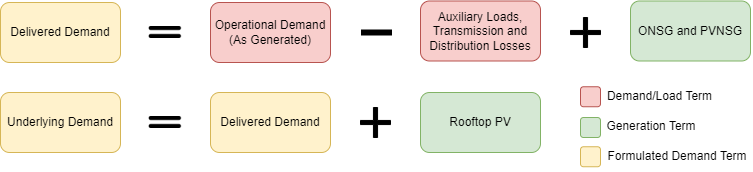 Delivered Demand
Operational Demand
(As Generated)
Auxiliary Loads,
Transmission and
Distribution Losses
ONSG and PVNSG
Underlying Demand
Delivered Demand
Rooftop PV
Demand/Load Term
Generation Term
Formulated Demand Term